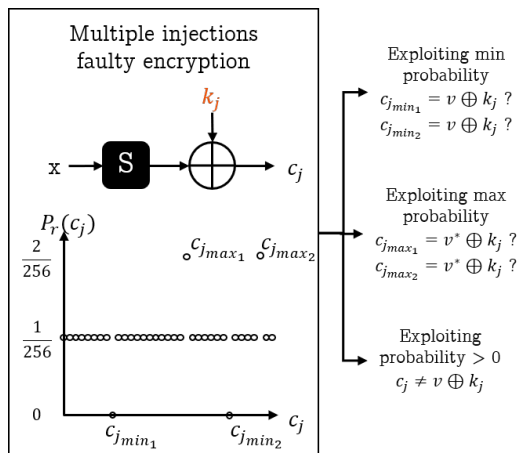 Multiple injections
faulty encryption
k_j
x S c_j
P_r(c_j)
2/256
c_{j_{max_1}} c_{j_{max_2}}
1/256
0
c_{j_{min_1}} c_{j_{min_2}} c_j
Exploiting min
probability
c_{j_{min_1}} = v ⊕ k_j ?
c_{j_{min_2}} = v ⊕ k_j ?
Exploiting max
probability
c_{j_{max_1}} = v* ⊕ k_j ?
c_{j_{max_2}} = v* ⊕ k_j ?
Exploiting
probability > 0
c_j ≠ v ⊕ k_j